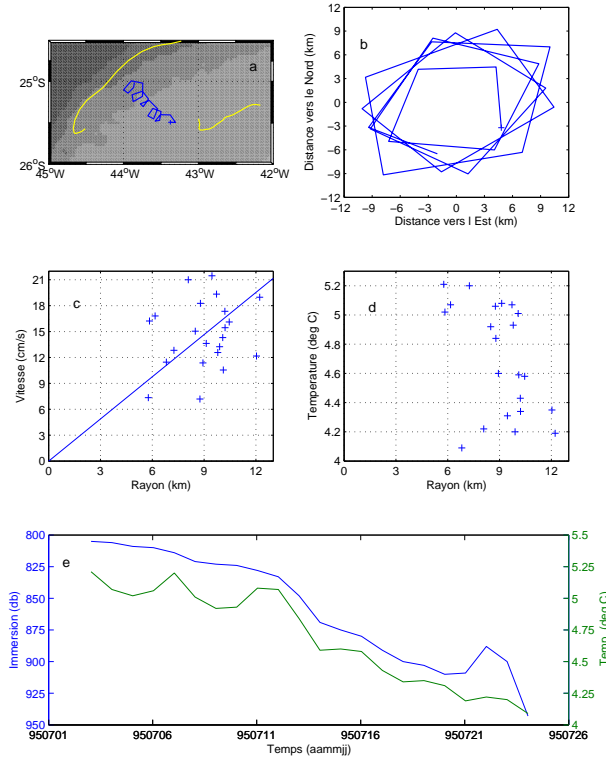 a
25°S
26°S
45°W 44°W 43°W 42°W
b
Distance vers le Nord (km)
12
9
6
3
0
−3
−6
−9
−12
−12 −9 −6 −3 0 3 6 9 12
Distance vers l Est (km)
c
Vitesse (cm/s)
21
18
15
12
9
6
3
0
0 3 6 9 12
Rayon (km)
d
Temperature (deg C)
5.2
5
4.8
4.6
4.4
4.2
4
0 3 6 9 12
Rayon (km)
e
Immersion (db)
800
825
850
875
900
925
950
5.5
5.25
5
4.75
4.5
4.25
4
Temp. (deg C)
950701 950706 950711 950716 950721 950726
Temps (aammjj)